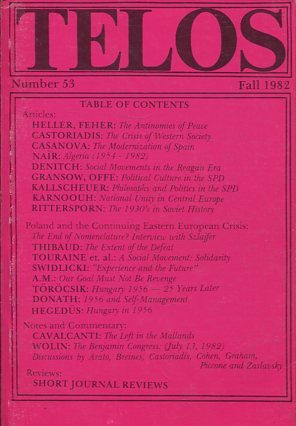 TELOS
Number 53 Fall 1982
TABLE OF CONTENTS
Articles:
HELLER, FEHER: The Antinomies of Peace
CASTORIADIS: The Crisis of Western Society
CASANOVA: The Modernization of Spain
NAIR: Algeria (1954 - 1982)
DENITCH: Social Movements in the Reagan Era
GRANSOW, OFFE: Political Culture in the SPD
KALLSCHEUER: Philosophy and Politics in the SPD
KARNOOUH: National Unity in Central Europe
RITTERSPORN: The 1930's in Soviet History
Poland and the Continuing Eastern European Crisis:
The End of Nomenclature? Interview with Staffer
THIBAUD: The Extent of the Defeat
TOURAINE et. al.: A Social Movement: Solidarity
SWIDLICKI: "Experience and the Future"
A.M.: Our Goal Must Not Be Revenge
TÖRÖCSIK: Hungary 1956 — 25 Years Later
DONATH: 1956 and Self-Management
HEGEDUS: Hungary in 1956
Notes and Commentary:
CAVALCANTI: The Left in the Mallands
WOLIN: The Benjamin Congress: (July 13, 1982)
Discussions by Arato, Breines, Castoriadis, Cohen, Graham,
Piccone and Zaslavsky
Reviews:
SHORT JOURNAL REVIEWS